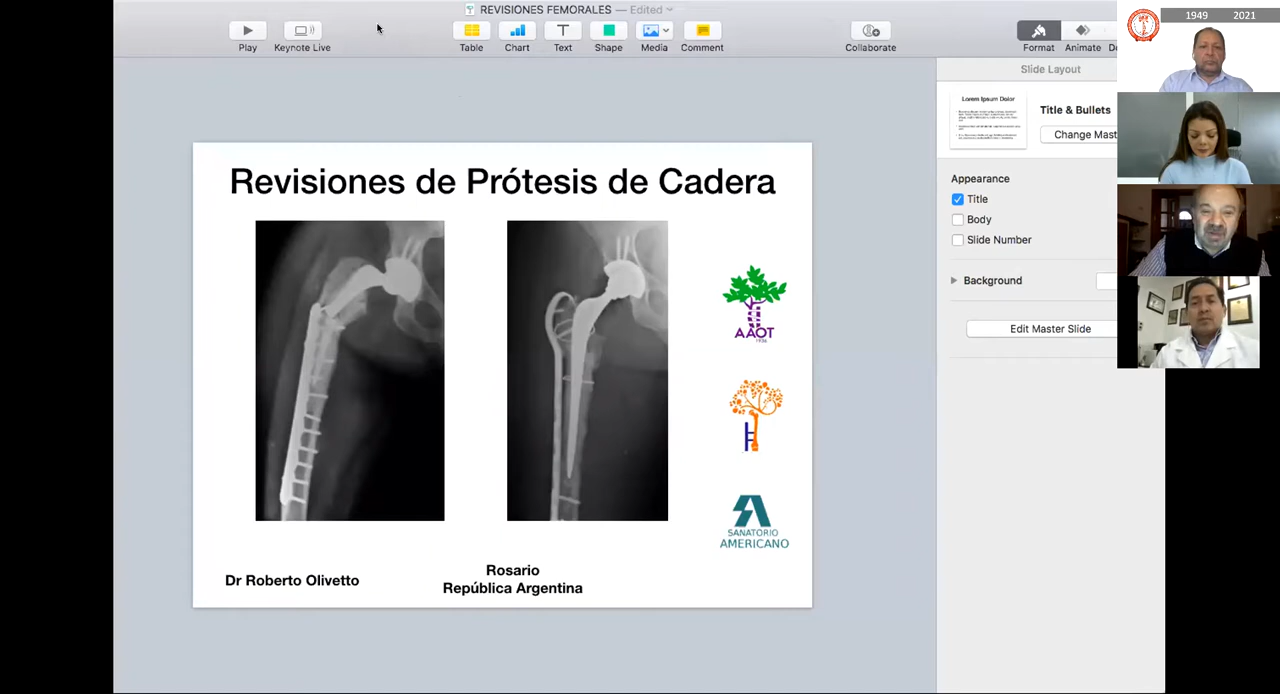 REVISIONES FEMORALES — Edited
1949 2021
Play
Keynote Live
Table
Chart
Text
Shape
Media
Comment
Collaborate
Format
Animate
Slide Layout
Title & Bullets
Lorem Ipsum Dolor
Change Mast
Appearance
Title
Body
Slide Number
Background
Edit Master Slide
Revisiones de Prótesis de Cadera
AAOT
SANATORIO
AMERICANO
Dr Roberto Olivetto
Rosario
República Argentina